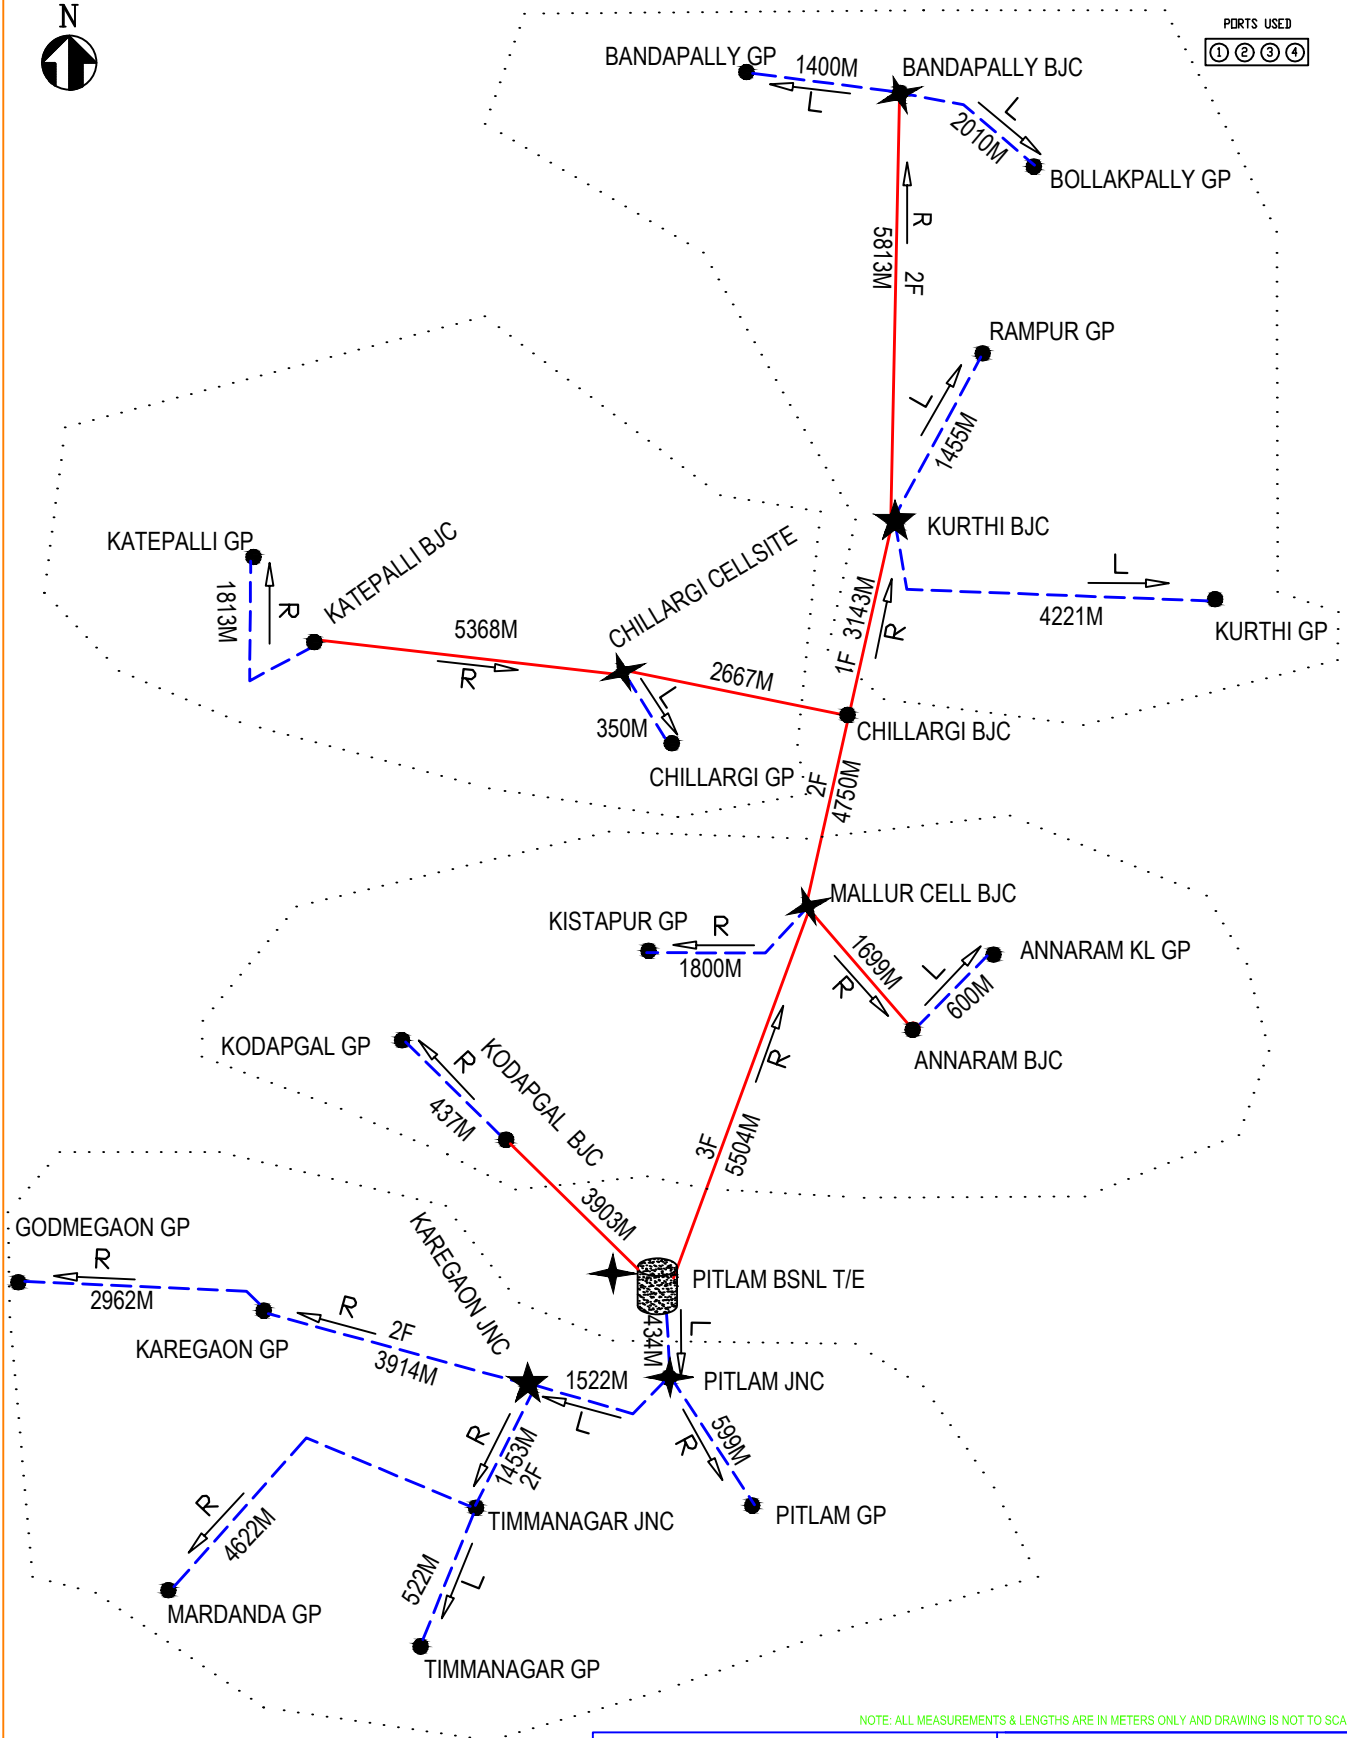 N
PORTS USED
1 2 3 4
BANDAPALLY GP
1400M
BANDAPALLY BJC
L
L
2010M
BOLLAKPALLY GP
R
5813M
2F
RAMPUR GP
L
1455M
KURTHI BJC
KATEPALLI GP
KATEPALLI BJC
CHILLARGI CELLSITE
L
1813M
R
3143M
4221M
KURTHI GP
5368M
R
R
1F
2667M
L
350M
CHILLARGI BJC
CHILLARGI GP
2F
4750M
MALLUR CELL BJC
KISTAPUR GP
R
1800M
1699M
R
L
ANNARAM KL GP
600M
ANNARAM BJC
KODAPGAL GP
R
437M
KODAPGAL BJC
R
3F
5504M
3903M
GODMEGAON GP
R
2962M
KAREGAON JNC
PITLAM BSNL T/E
KAREGAON GP
R
2F
3914M
434M
L
1522M
L
PITLAM JNC
R
1453M
2F
599M
R
PITLAM GP
R
4622M
TIMMANAGAR JNC
522M
L
MARDANDA GP
TIMMANAGAR GP
NOTE: ALL MEASUREMENTS & LENGTHS ARE IN METERS ONLY AND DRAWING IS NOT TO SCA